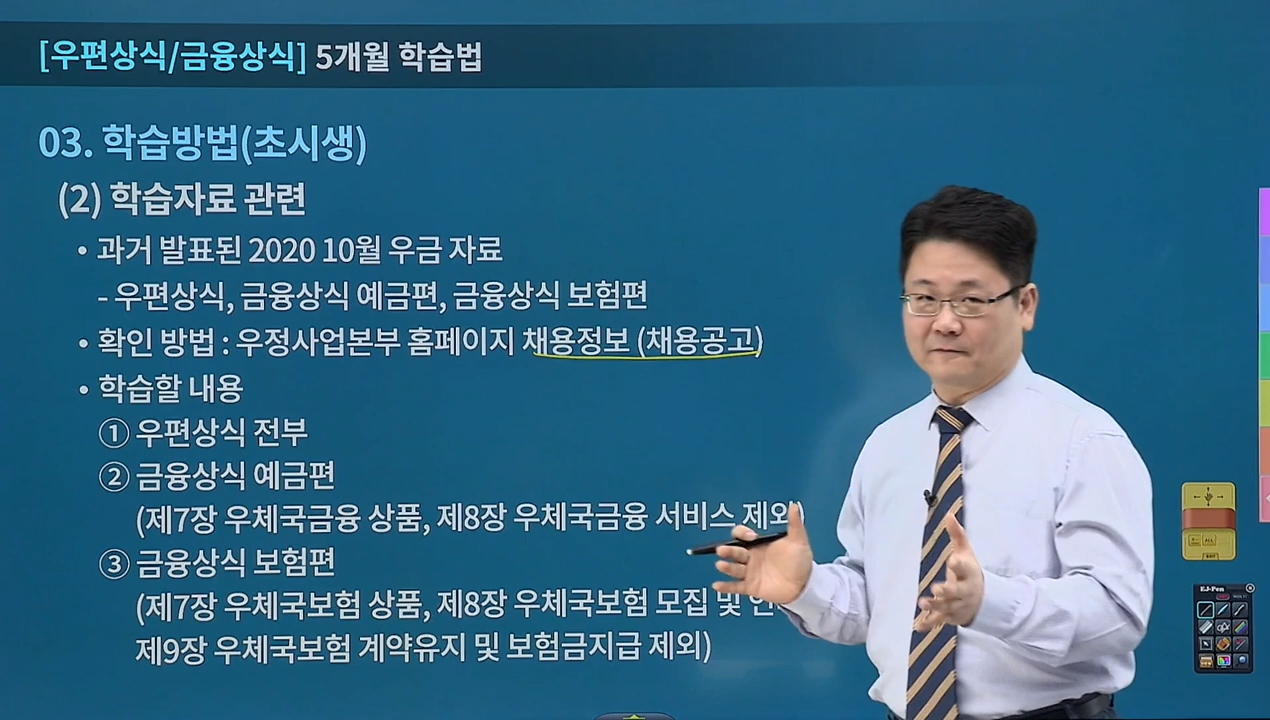 [우편상식/금융상식] 5개월 학습법
03. 학습방법(초시생)
(2) 학습자료 관련
• 과거 발표된 2020 10월 우금 자료
- 우편상식, 금융상식 예금편, 금융상식 보험편
• 확인 방법 : 우정사업본부 홈페이지 채용정보 (채용공고)
• 학습할 내용
① 우편상식 전부
② 금융상식 예금편
(제7장 우체국금융 상품, 제8장 우체국금융 서비스 제외)
③ 금융상식 보험편
(제7장 우체국보험 상품, 제8장 우체국보험 모집 및
제9장 우체국보험 계약유지 및 보험금지급 제외)
ALL
EXIT
EJ-Pen